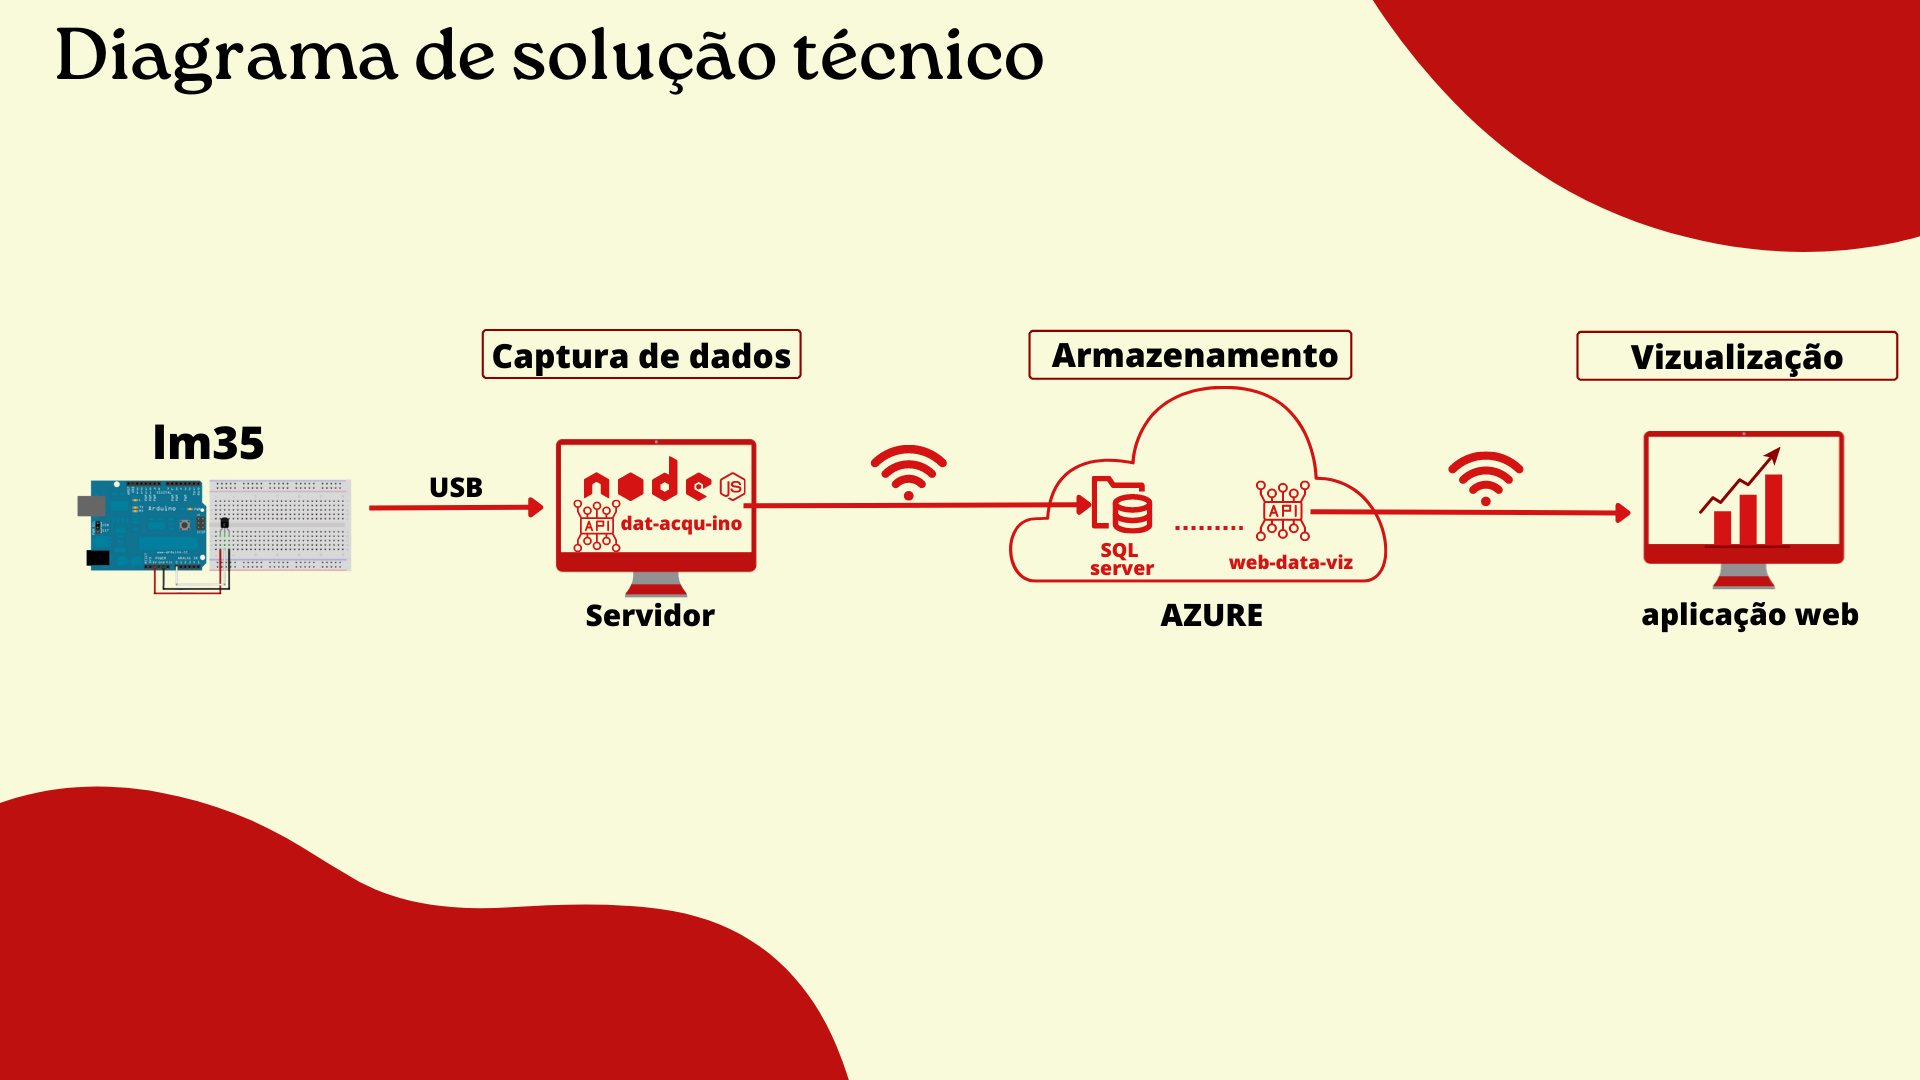 Diagrama de solução técnico
Captura de dados
Armazenamento
Vizualização
lm35
USB
node
JS
API
dat-acqu-ino
Servidor
SQL
server
API
web-data-viz
AZURE
aplicação web
Arduino